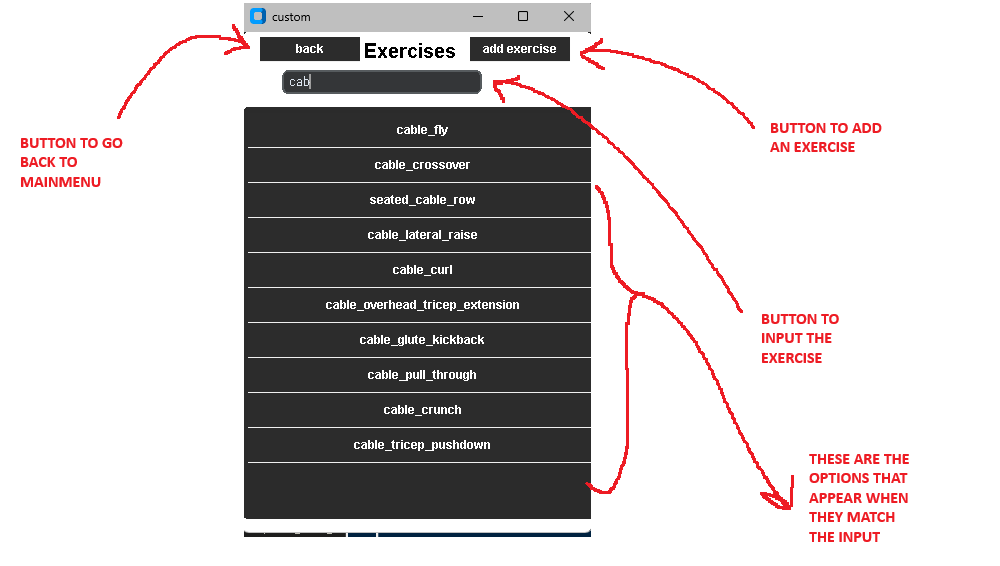 custom
back
Exercises
add exercise
cab
cable_fly
cable_crossover
seated_cable_row
cable_lateral_raise
cable_curl
cable_overhead_tricep_extension
cable_glute_kickback
cable_pull_through
cable_crunch
cable_tricep_pushdown
BUTTON TO GO
BACK TO
MAINMENU
BUTTON TO ADD
AN EXERCISE
BUTTON TO
INPUT THE
EXERCISE
THESE ARE THE
OPTIONS THAT
APPEAR WHEN
THEY MATCH
THE INPUT